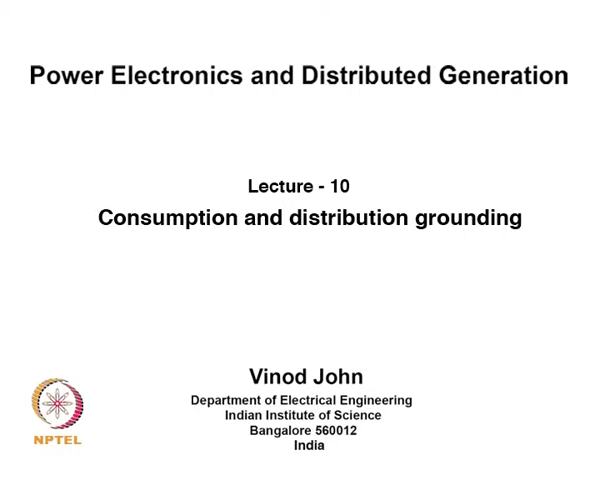 Power Electronics and Distributed Generation
Lecture - 10
Consumption and distribution grounding
Vinod John
Department of Electrical Engineering
Indian Institute of Science
Bangalore 560012
India
NPTEL